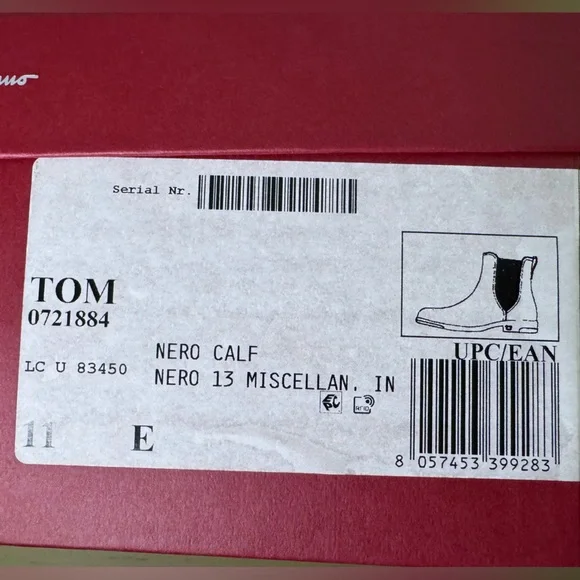 Serial Nr.
TOM
0721884
LC U 83450
NERO CALF
NERO 13 MISCELLAN. IN
UPC/EAN
11 E
8 057453 399283